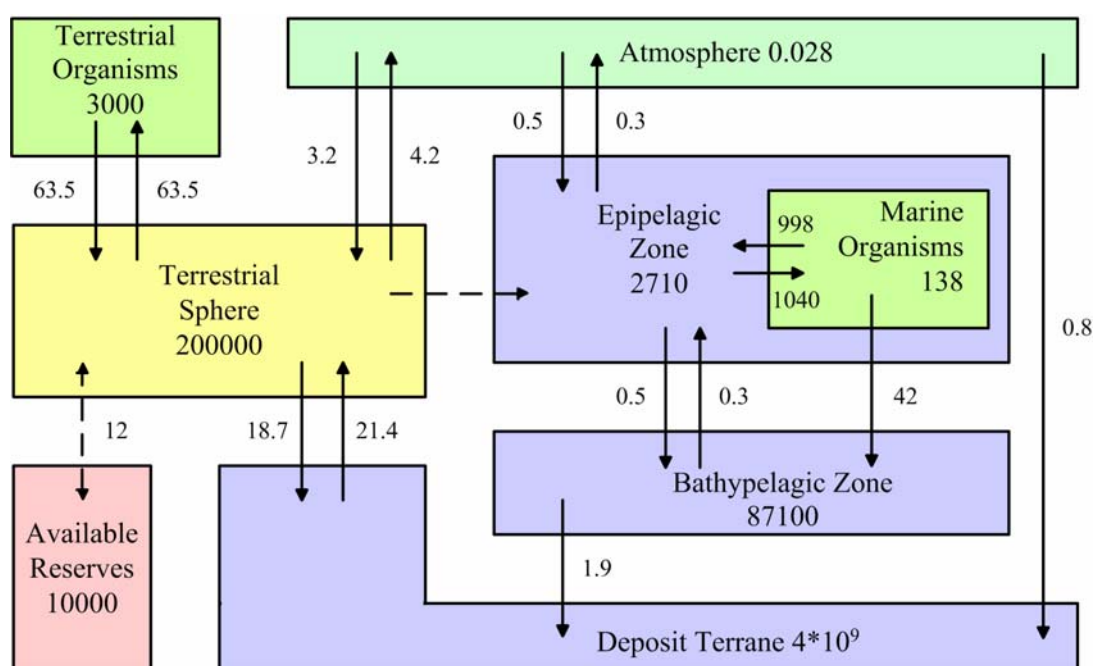 Terrestrial
Organisms
3000
Atmosphere 0.028
0.5
0.3
3.2
4.2
63.5
63.5
Epipelagic
Zone
2710
998
1040
Marine
Organisms
138
Terrestrial
Sphere
200000
0.8
12
18.7
21.4
0.5
0.3
42
Bathypelagic Zone
87100
Available
Reserves
10000
1.9
Deposit Terrane 4*10⁹